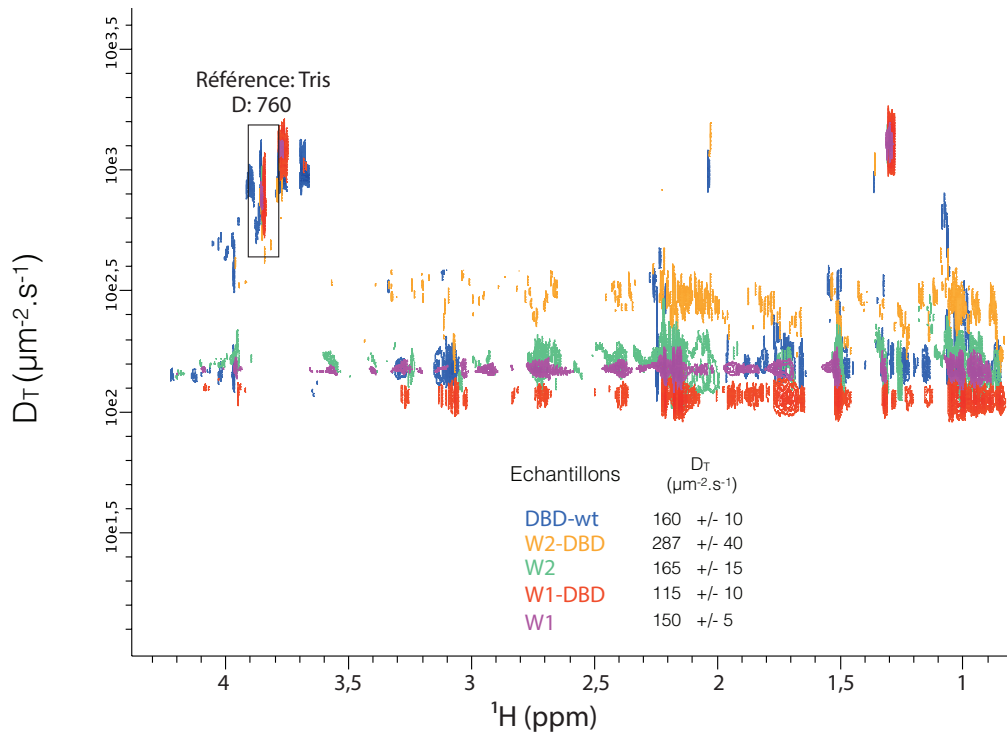 10e3,5
Référence: Tris
D: 760
10e3
10e2,5
10e2
10e1,5
DT (μm-2.s-1)
Echantillons
DT
(μm-2.s-1)
DBD-wt 160 +/- 10
W2-DBD 287 +/- 40
W2 165 +/- 15
W1-DBD 115 +/- 10
W1 150 +/- 5
4 3,5 3 2,5 2 1,5 1
1H (ppm)